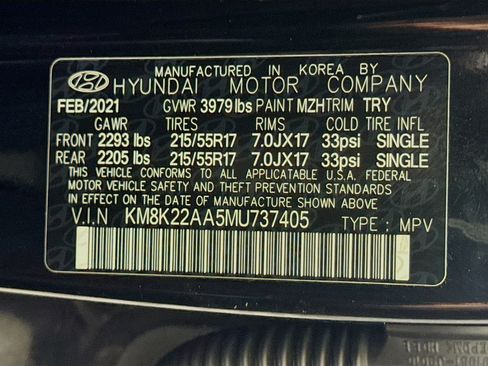 MANUFACTURED IN KOREA BY
HYUNDAI MOTOR COMPANY
FEB/2021 GVWR 3979 lbs PAINT MZH TRIM TRY
GAWR TIRES RIMS COLD TIRE INFL
FRONT 2293 lbs 215/55R17 7.0JX17 33psi SINGLE
REAR 2205 lbs 215/55R17 7.0JX17 33psi SINGLE
THIS VEHICLE CONFORMS TO ALL APPLICABLE U.S.A. FEDERAL
MOTOR VEHICLE SAFETY, BUMPER, AND THEFT PREVENTION STANDARDS
IN EFFECT ON THE DATE OF MANUFACTURE SHOWN ABOVE.
V.I.N KM8K22AA5MU737405 TYPE : MPV